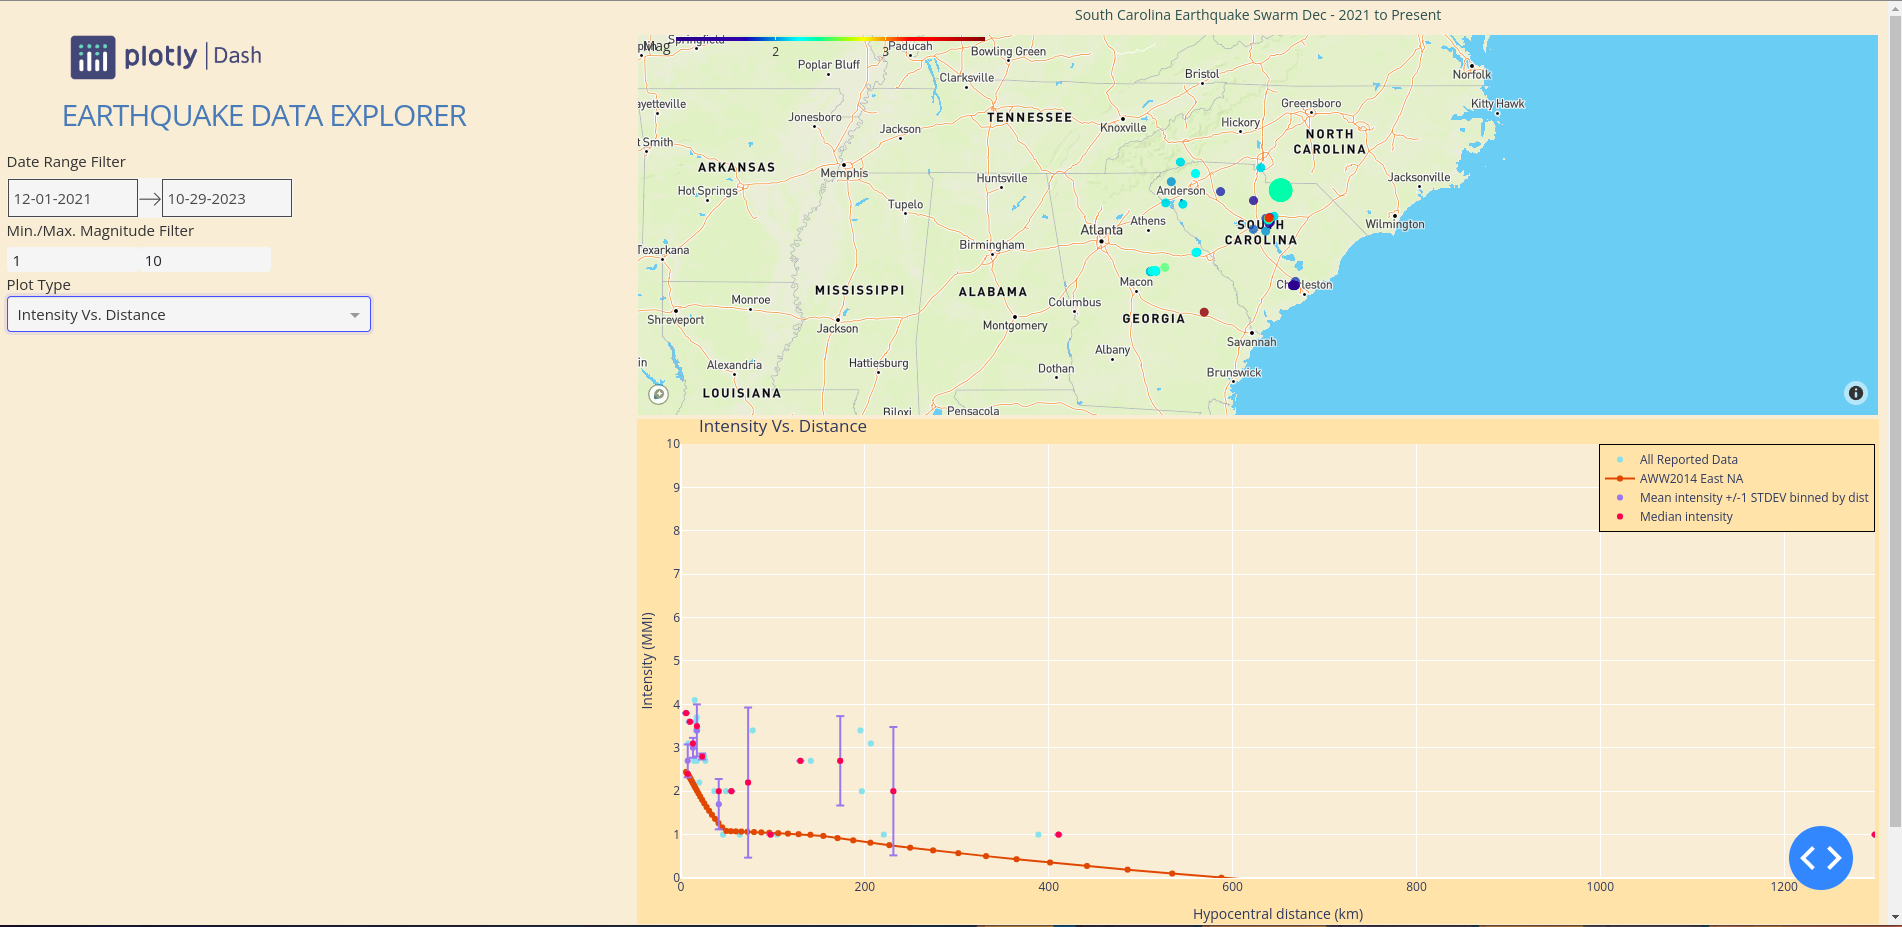 South Carolina Earthquake Swarm Dec - 2021 to Present
plotly | Dash
EARTHQUAKE DATA EXPLORER
Date Range Filter
12-01-2021 → 10-29-2023
Min./Max. Magnitude Filter
1 10
Plot Type
Intensity Vs. Distance
Mag
2 3
Springfield
Paducah
Bowling Green
Poplar Bluff
Clarksville
Bristol
Norfolk
Kitty Hawk
ayetteville
Jonesboro
Jackson
TENNESSEE
Knoxville
Hickory
Greensboro
NORTH
CAROLINA
t Smith
ARKANSAS
Memphis
Huntsville
Anderson
Jacksonville
Hot Springs
Tupelo
Athens
Atlanta
SOUTH
CAROLINA
Wilmington
Texarkana
Birmingham
Macon
Charleston
MISSISSIPPI
ALABAMA
Monroe
Columbus
GEORGIA
Shreveport
Jackson
Montgomery
Savannah
in
Alexandria
Hattiesburg
Dothan
Albany
Brunswick
LOUISIANA
Biloxi
Pensacola
Intensity Vs. Distance
All Reported Data
AWW2014 East NA
Mean intensity +/-1 STDEV binned by dist
Median intensity
10
9
8
7
6
5
4
3
2
1
0
Intensity (MMI)
0 200 400 600 800 1000 1200
Hypocentral distance (km)